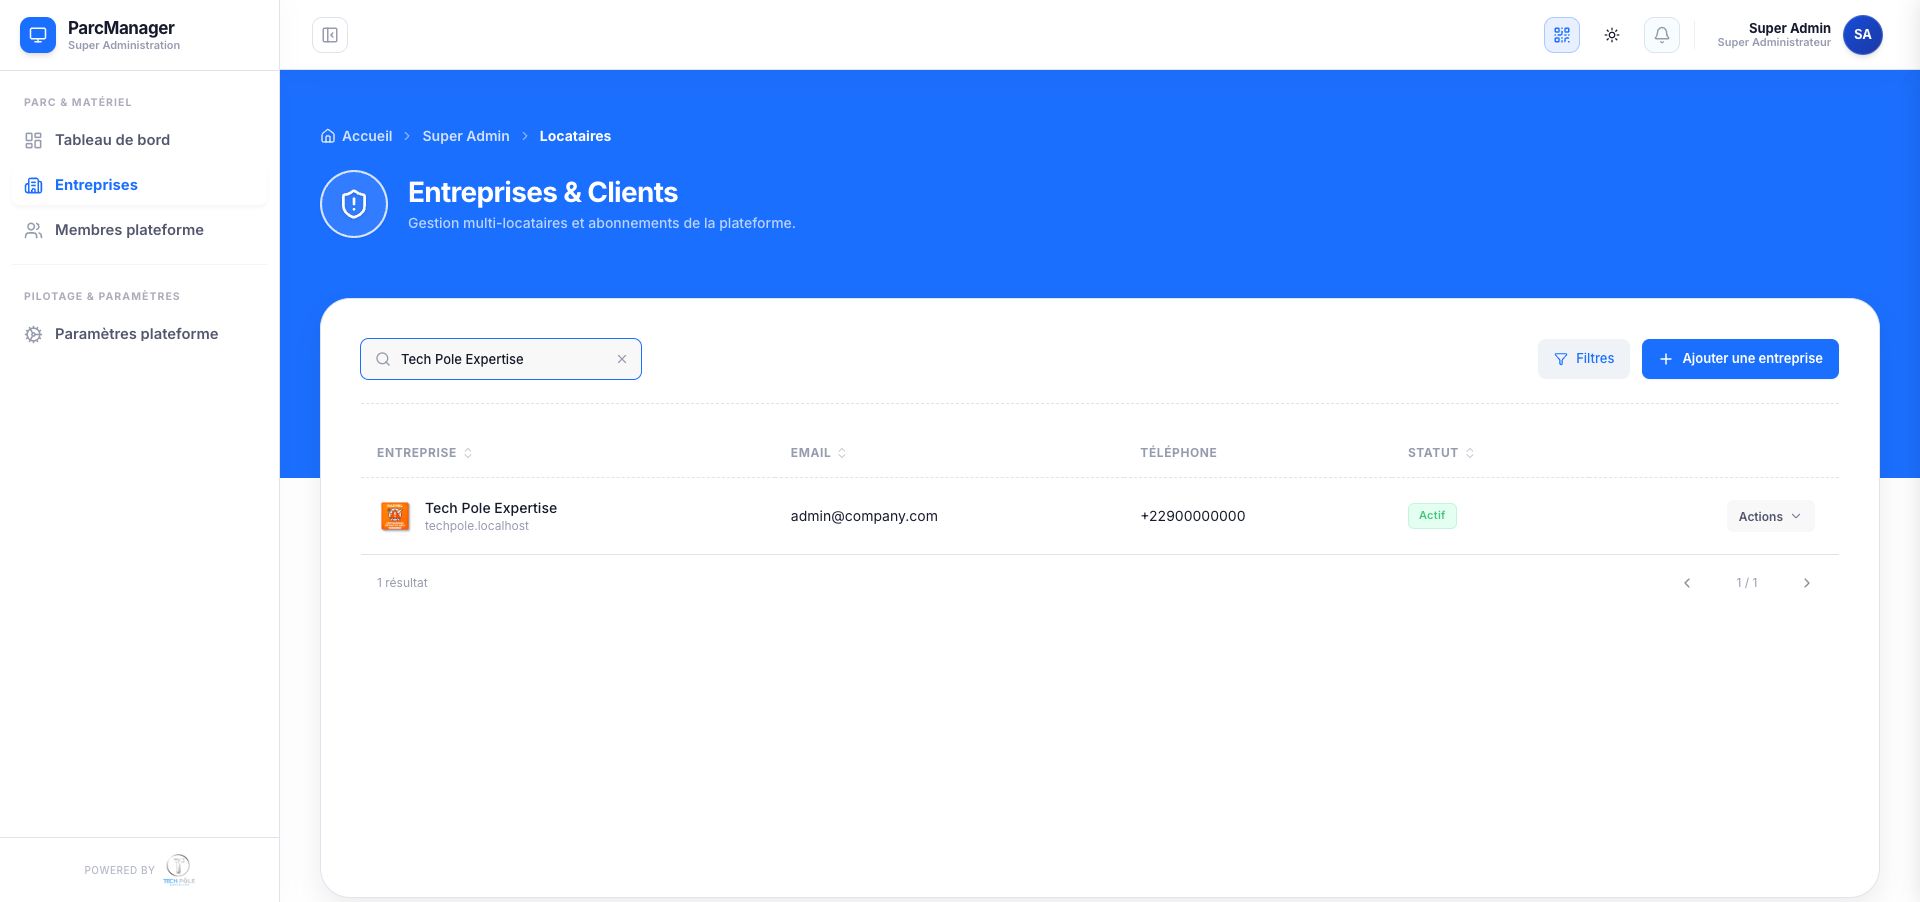 ParcManager
Super Administration
Super Admin
Super Administrateur
SA
PARC & MATÉRIEL
Tableau de bord
Entreprises
Membres plateforme
PILOTAGE & PARAMÈTRES
Paramètres plateforme
POWERED BY
TECH POLE
Accueil > Super Admin > Locataires
Entreprises & Clients
Gestion multi-locataires et abonnements de la plateforme.
Tech Pole Expertise
Filtres
+ Ajouter une entreprise
ENTREPRISE EMAIL TÉLÉPHONE STATUT
Tech Pole Expertise
techpole.localhost
admin@company.com
+22900000000
Actif
Actions
1 résultat
1 / 1